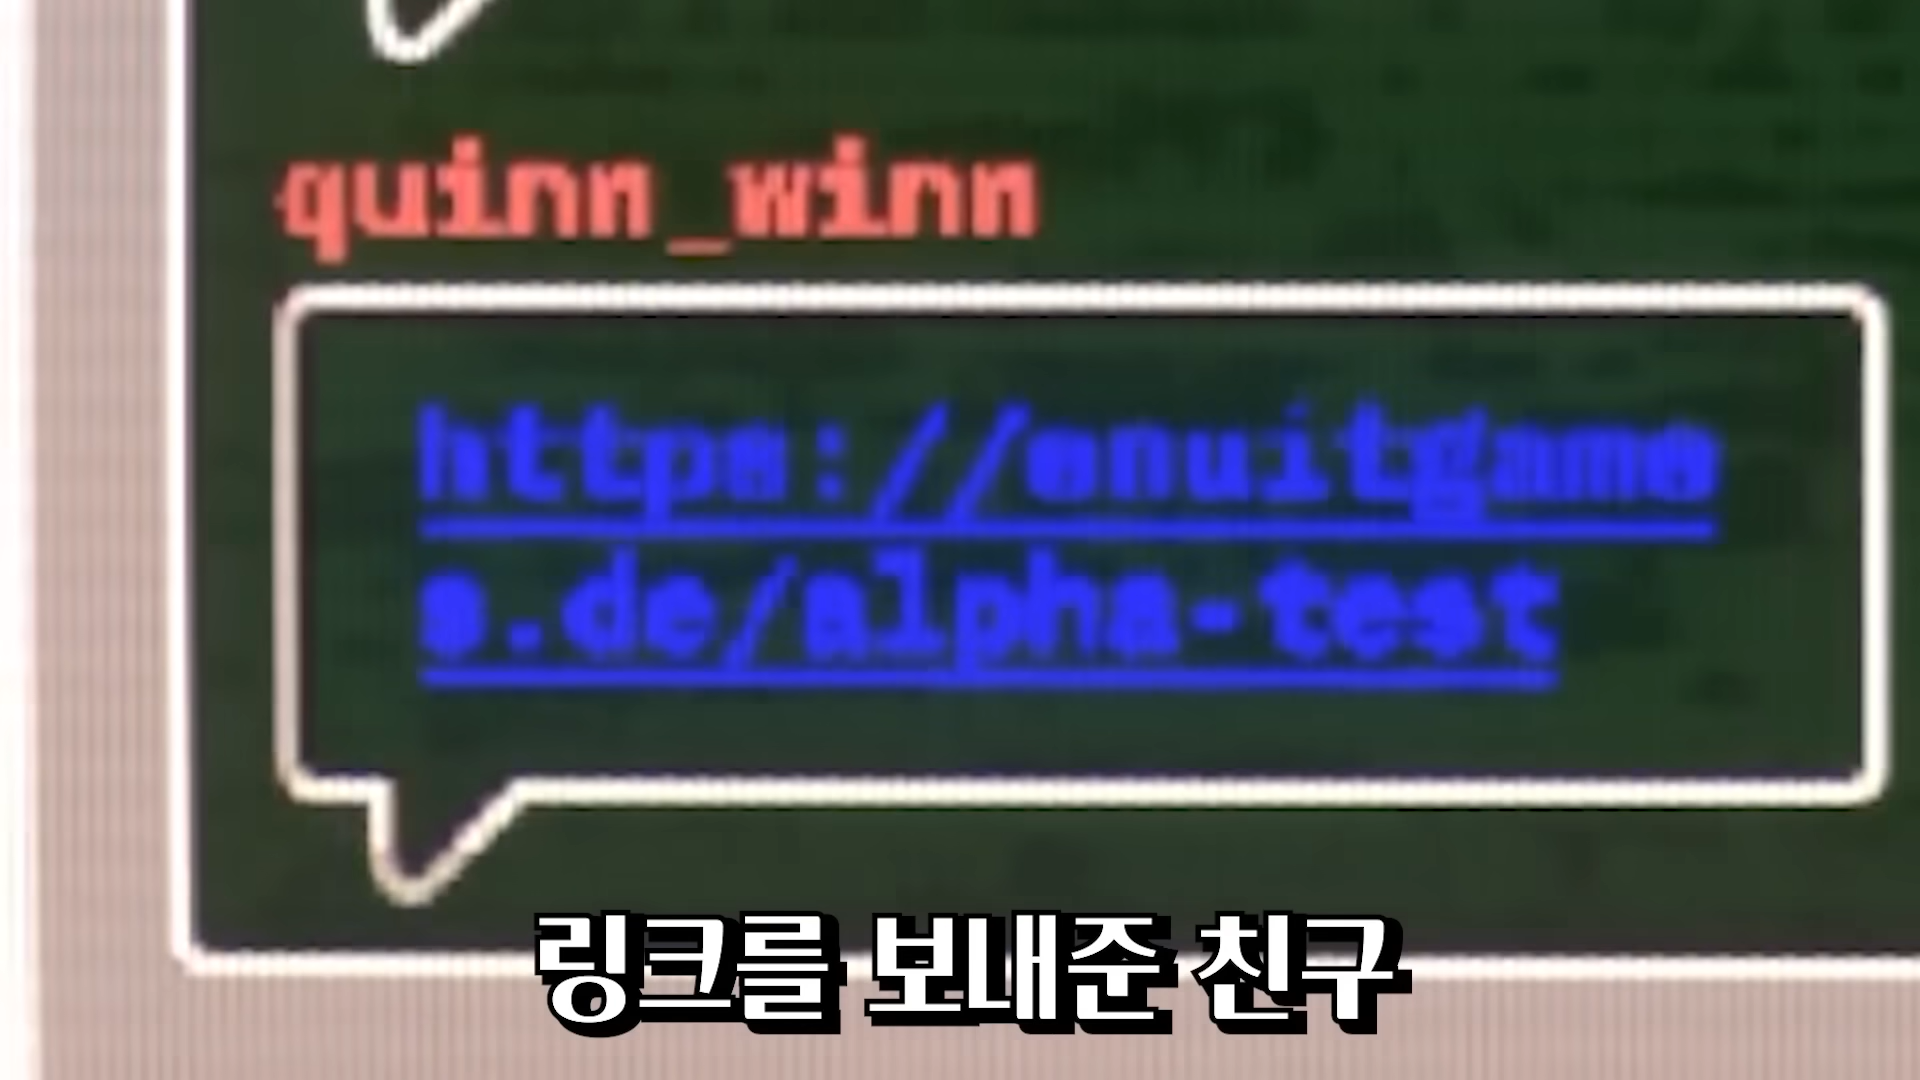 quinn_winn
https://enuitgame
s.de/alpha-test
링크를 보내준 친구